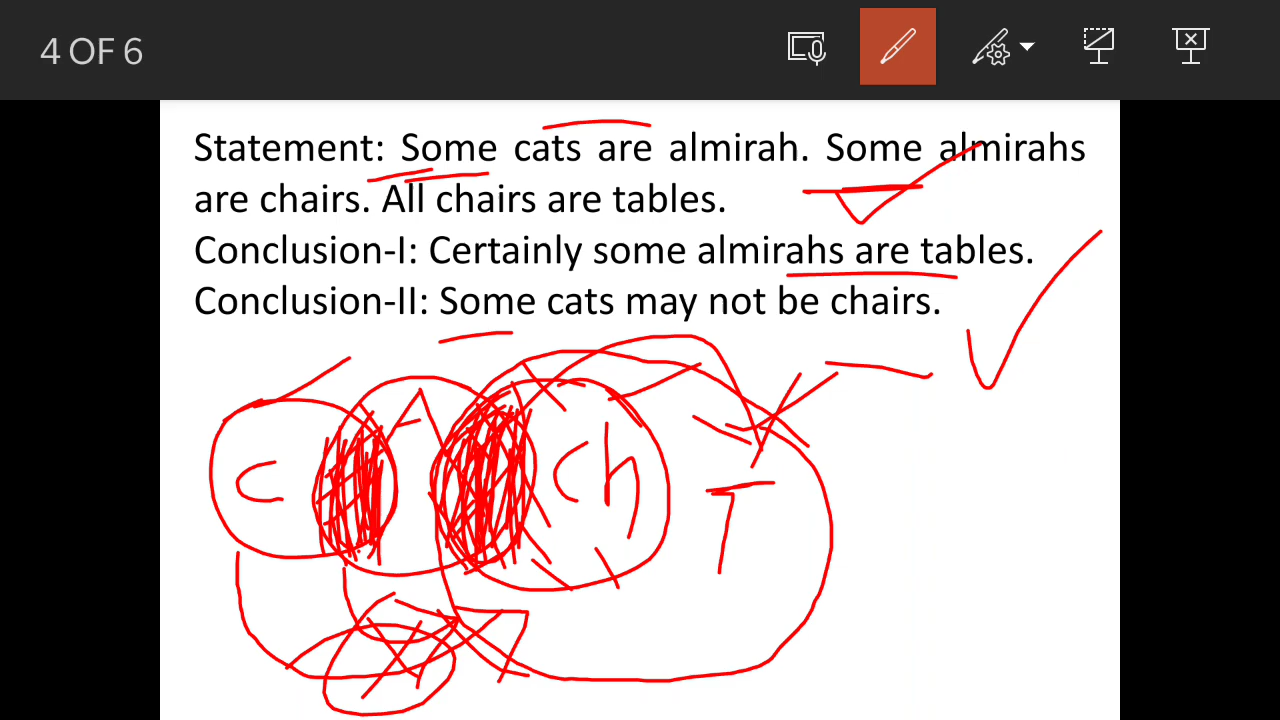 4 OF 6
Statement: Some cats are almirah. Some almirahs
are chairs. All chairs are tables.
Conclusion-I: Certainly some almirahs are tables.
Conclusion-II: Some cats may not be chairs.
C A Ch T